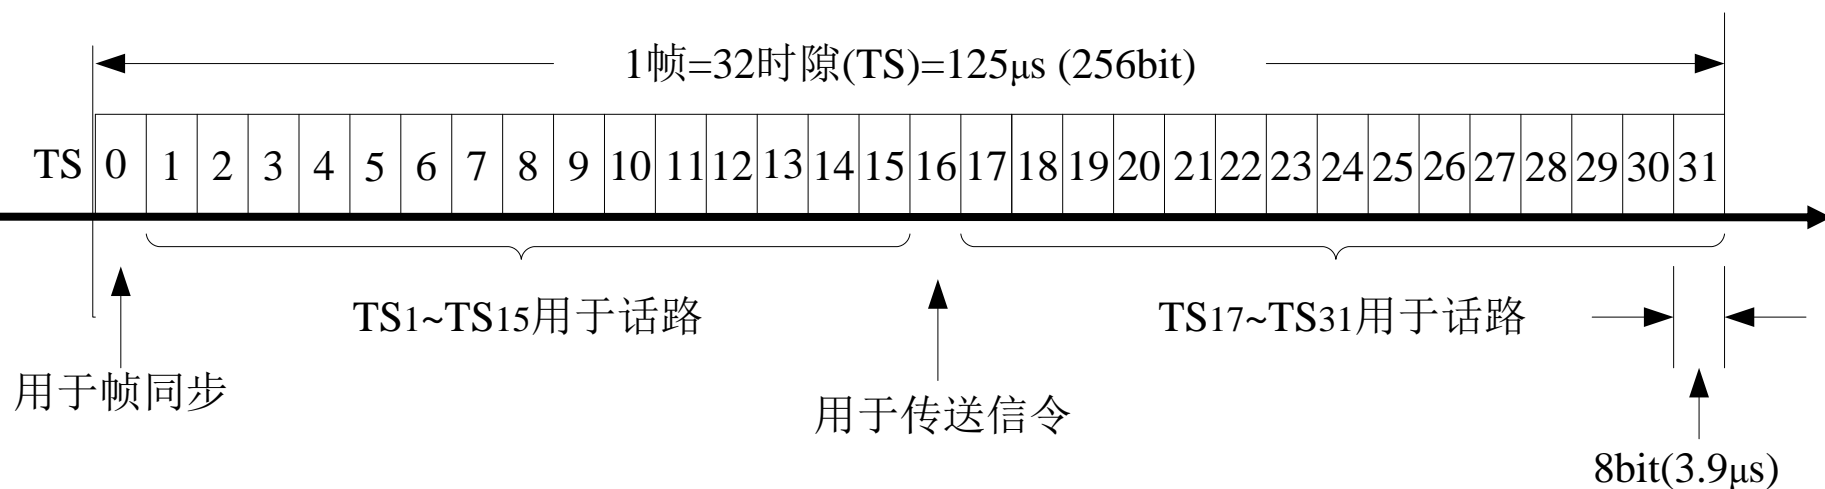 1帧=32时隙(TS)=125μs (256bit)
TS 0 1 2 3 4 5 6 7 8 9 10 11 12 13 14 15 16 17 18 19 20 21 22 23 24 25 26 27 28 29 30 31
TS1~TS15用于话路
TS17~TS31用于话路
用于帧同步
用于传送信令
8bit(3.9μs)